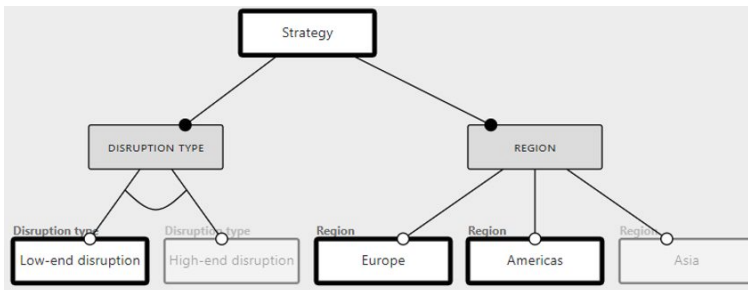 Strategy
DISRUPTION TYPE
REGION
Disruption type
Low-end disruption
Disruption type
High-end disruption
Region
Europe
Region
Americas
Region
Asia